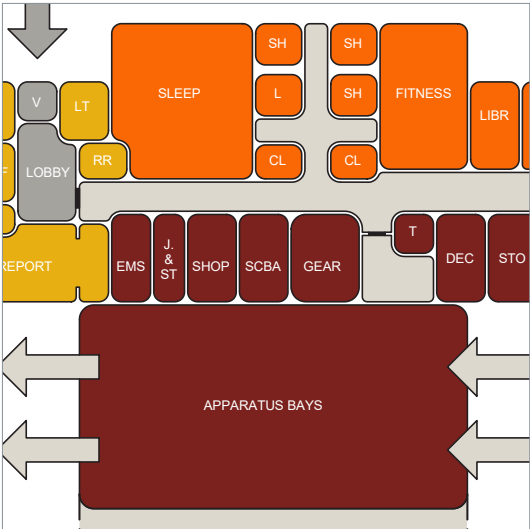 SH
SH
SLEEP
L
SH
FITNESS
V
LT
LIBR
RR
CL
CL
F
LOBBY
T
REPORT
EMS
J.
&
ST
SHOP
SCBA
GEAR
DEC
STO
APPARATUS BAYS